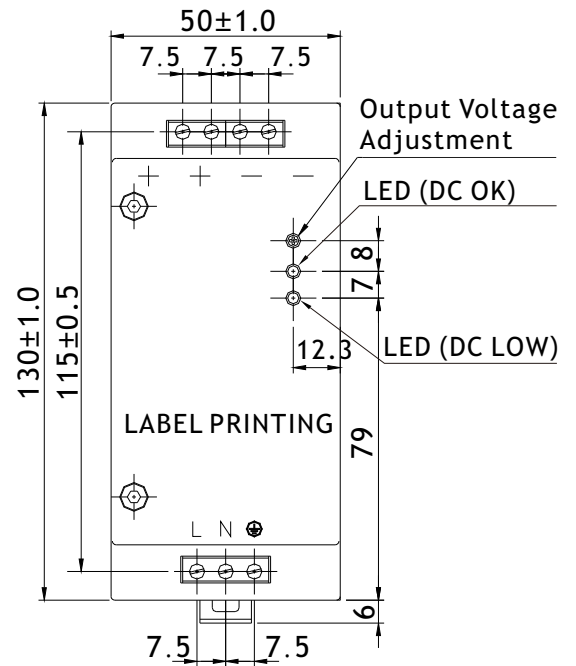 50±1.0
7.5 7.5 7.5
Output Voltage
Adjustment
+ + − −
LED (DC OK)
8
7
130±1.0
115±0.5
12.3
LED (DC LOW)
79
LABEL PRINTING
L N ⏚
6
7.5 7.5